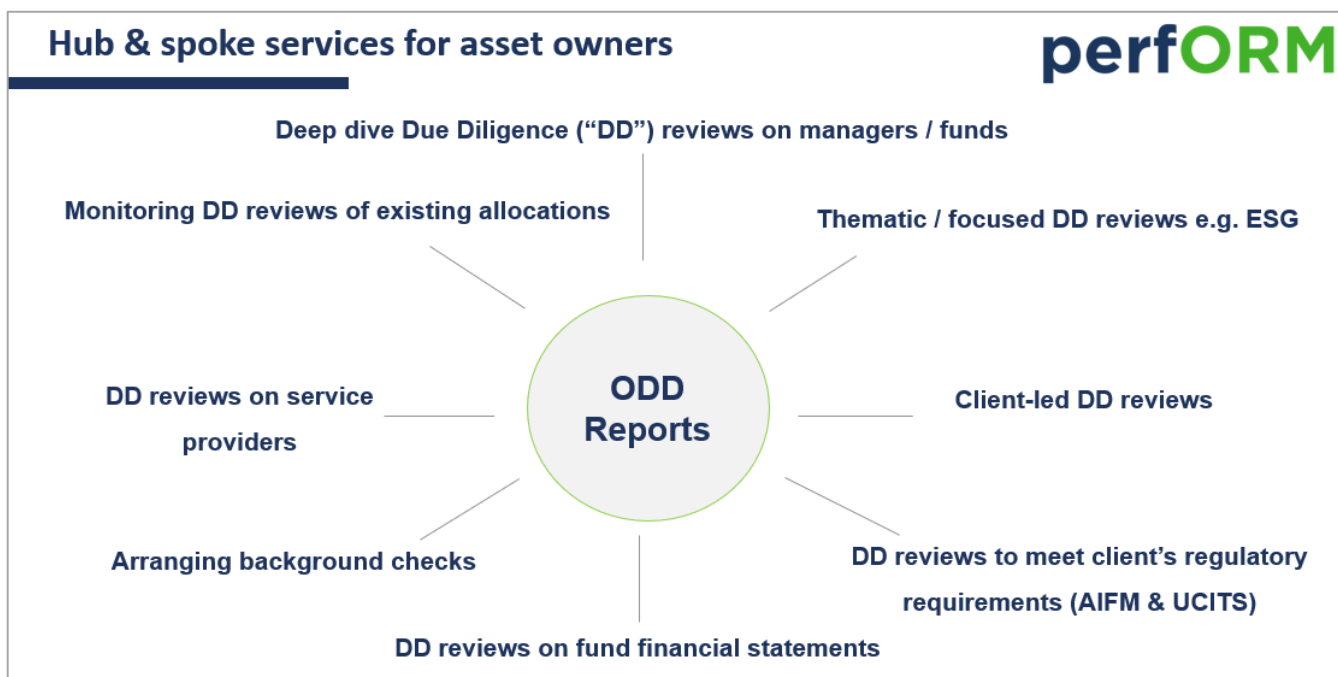 Hub & spoke services for asset owners
perfORM
Deep dive Due Diligence (“DD”) reviews on managers / funds
Monitoring DD reviews of existing allocations
Thematic / focused DD reviews e.g. ESG
ODD
Reports
DD reviews on service
providers
Client-led DD reviews
Arranging background checks
DD reviews to meet client’s regulatory
requirements (AIFM & UCITS)
DD reviews on fund financial statements